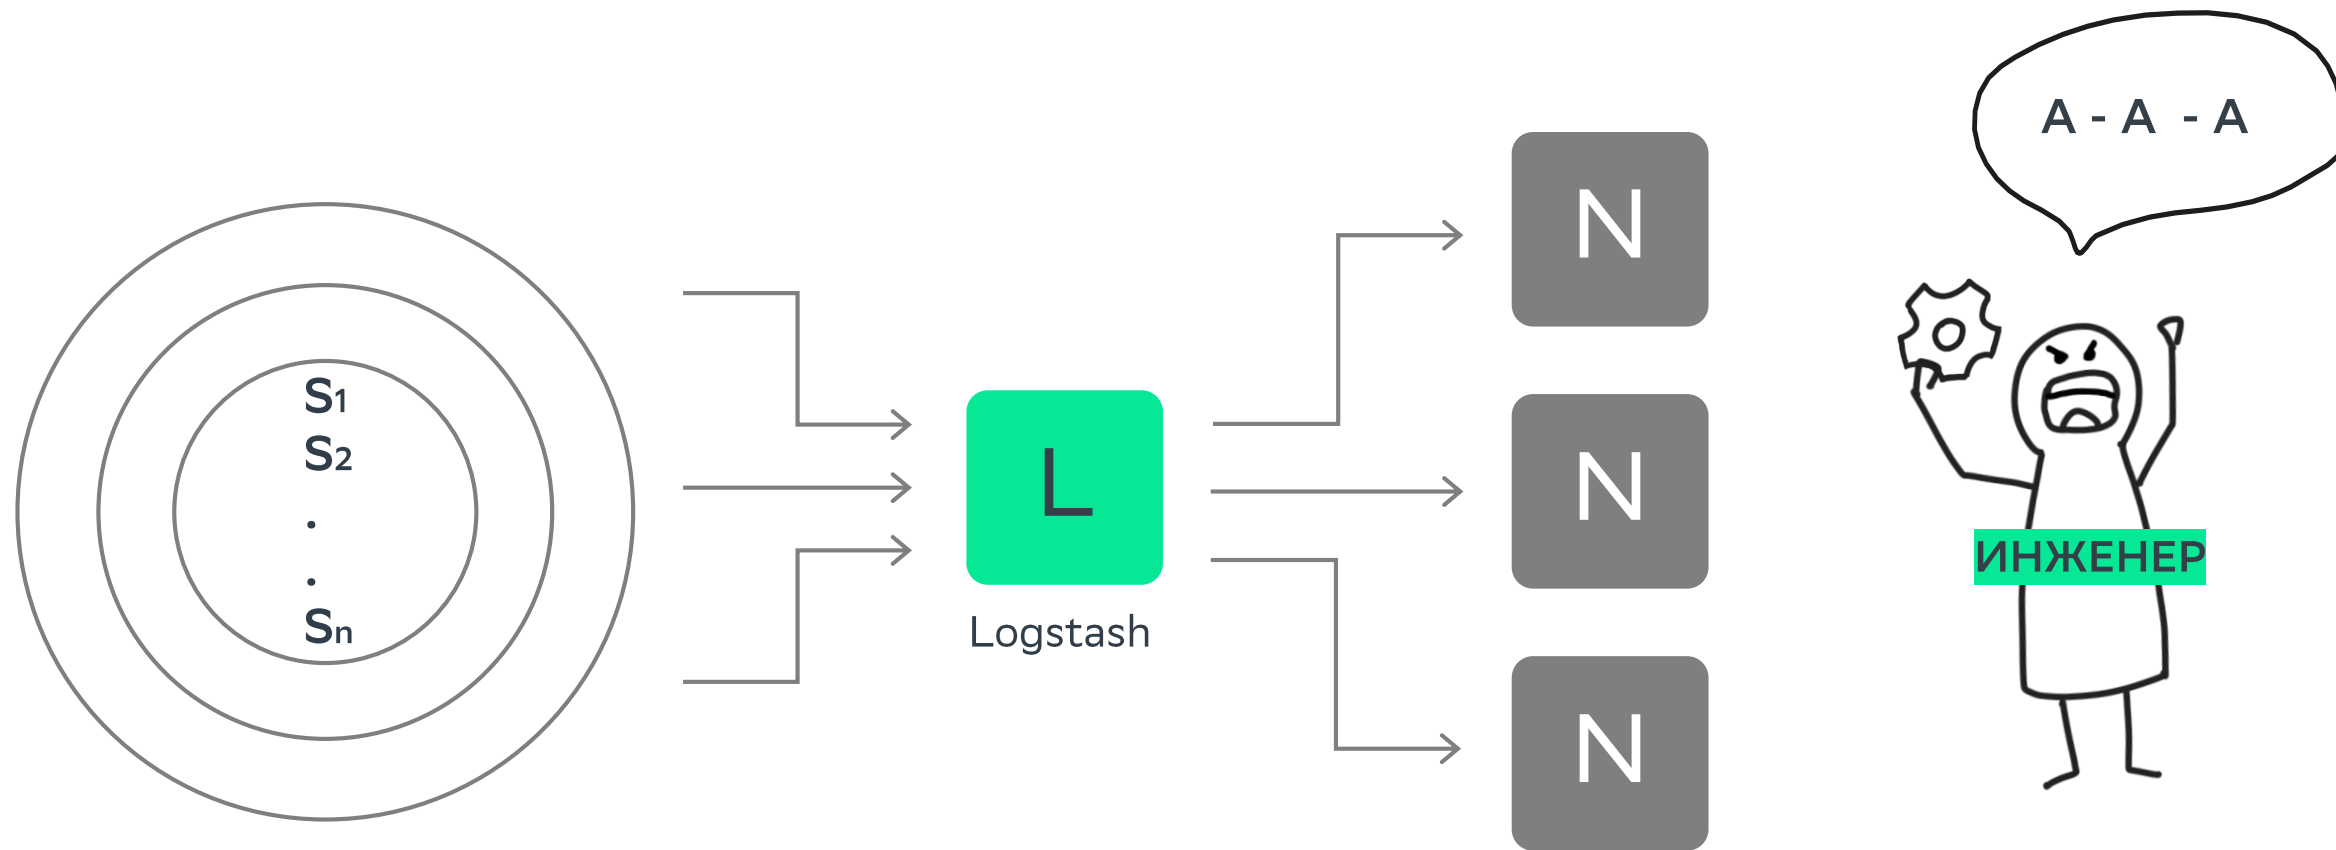 S1
S2
.
.
Sn
L
Logstash
N
N
N
А - А - А
ИНЖЕНЕР